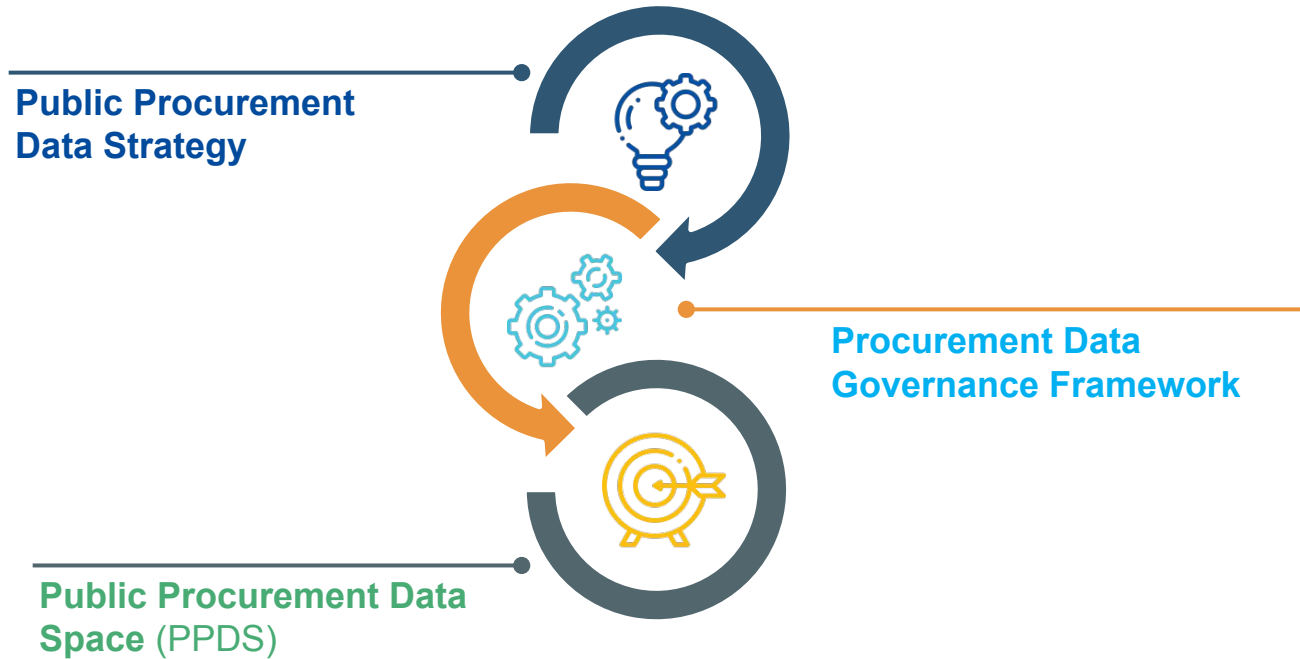 Public Procurement
Data Strategy
Procurement Data
Governance Framework
Public Procurement Data
Space (PPDS)